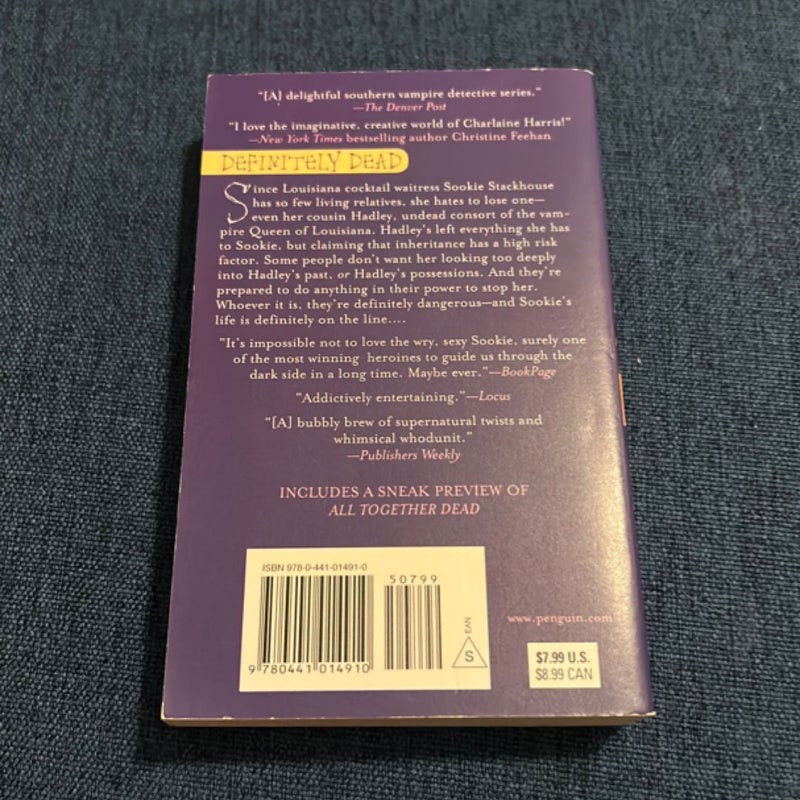 “[A] delightful southern vampire detective series.”
—The Denver Post
“I love the imaginative, creative world of Charlaine Harris!”
—New York Times bestselling author Christine Feehan
DEFINITELY DEAD
Since Louisiana cocktail waitress Sookie Stackhouse
has so few living relatives, she hates to lose one—
even her cousin Hadley, undead consort of the vam-
pire Queen of Louisiana. Hadley’s left everything she has
to Sookie, but claiming that inheritance has a high risk
factor. Some people don’t want her looking too deeply
into Hadley’s past, or Hadley’s possessions. And they’re
prepared to do anything in their power to stop her.
Whoever it is, they’re definitely dangerous—and Sookie’s
life is definitely on the line....
“It’s impossible not to love the wry, sexy Sookie, surely one
of the most winning heroines to guide us through the
dark side in a long time. Maybe ever.”—BookPage
“Addictively entertaining.”—Locus
“[A] bubbly brew of supernatural twists and
whimsical whodunit.”
—Publishers Weekly
INCLUDES A SNEAK PREVIEW OF
ALL TOGETHER DEAD
ISBN 978-0-441-01491-0
50799
9 780441 014910
EAN
S
www.penguin.com
$7.99 U.S.
$8.99 CAN